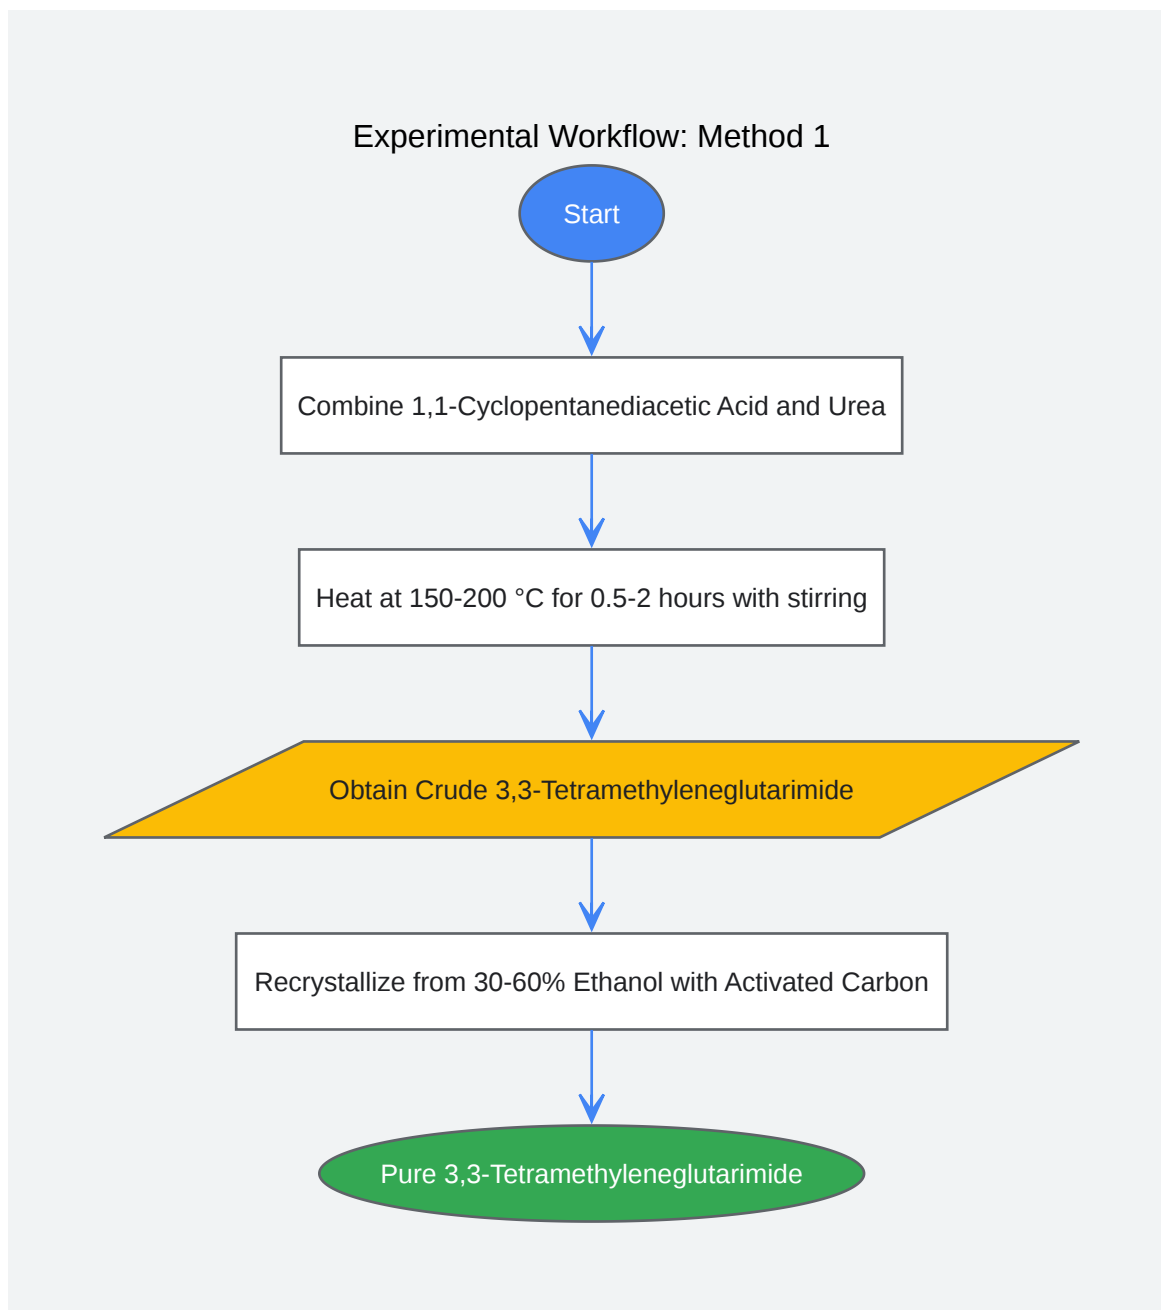 Experimental Workflow: Method 1
Start
Combine 1,1-Cyclopentanediacetic Acid and Urea
Heat at 150-200 °C for 0.5-2 hours with stirring
Obtain Crude 3,3-Tetramethyleneglutarimide
Recrystallize from 30-60% Ethanol with Activated Carbon
Pure 3,3-Tetramethyleneglutarimide